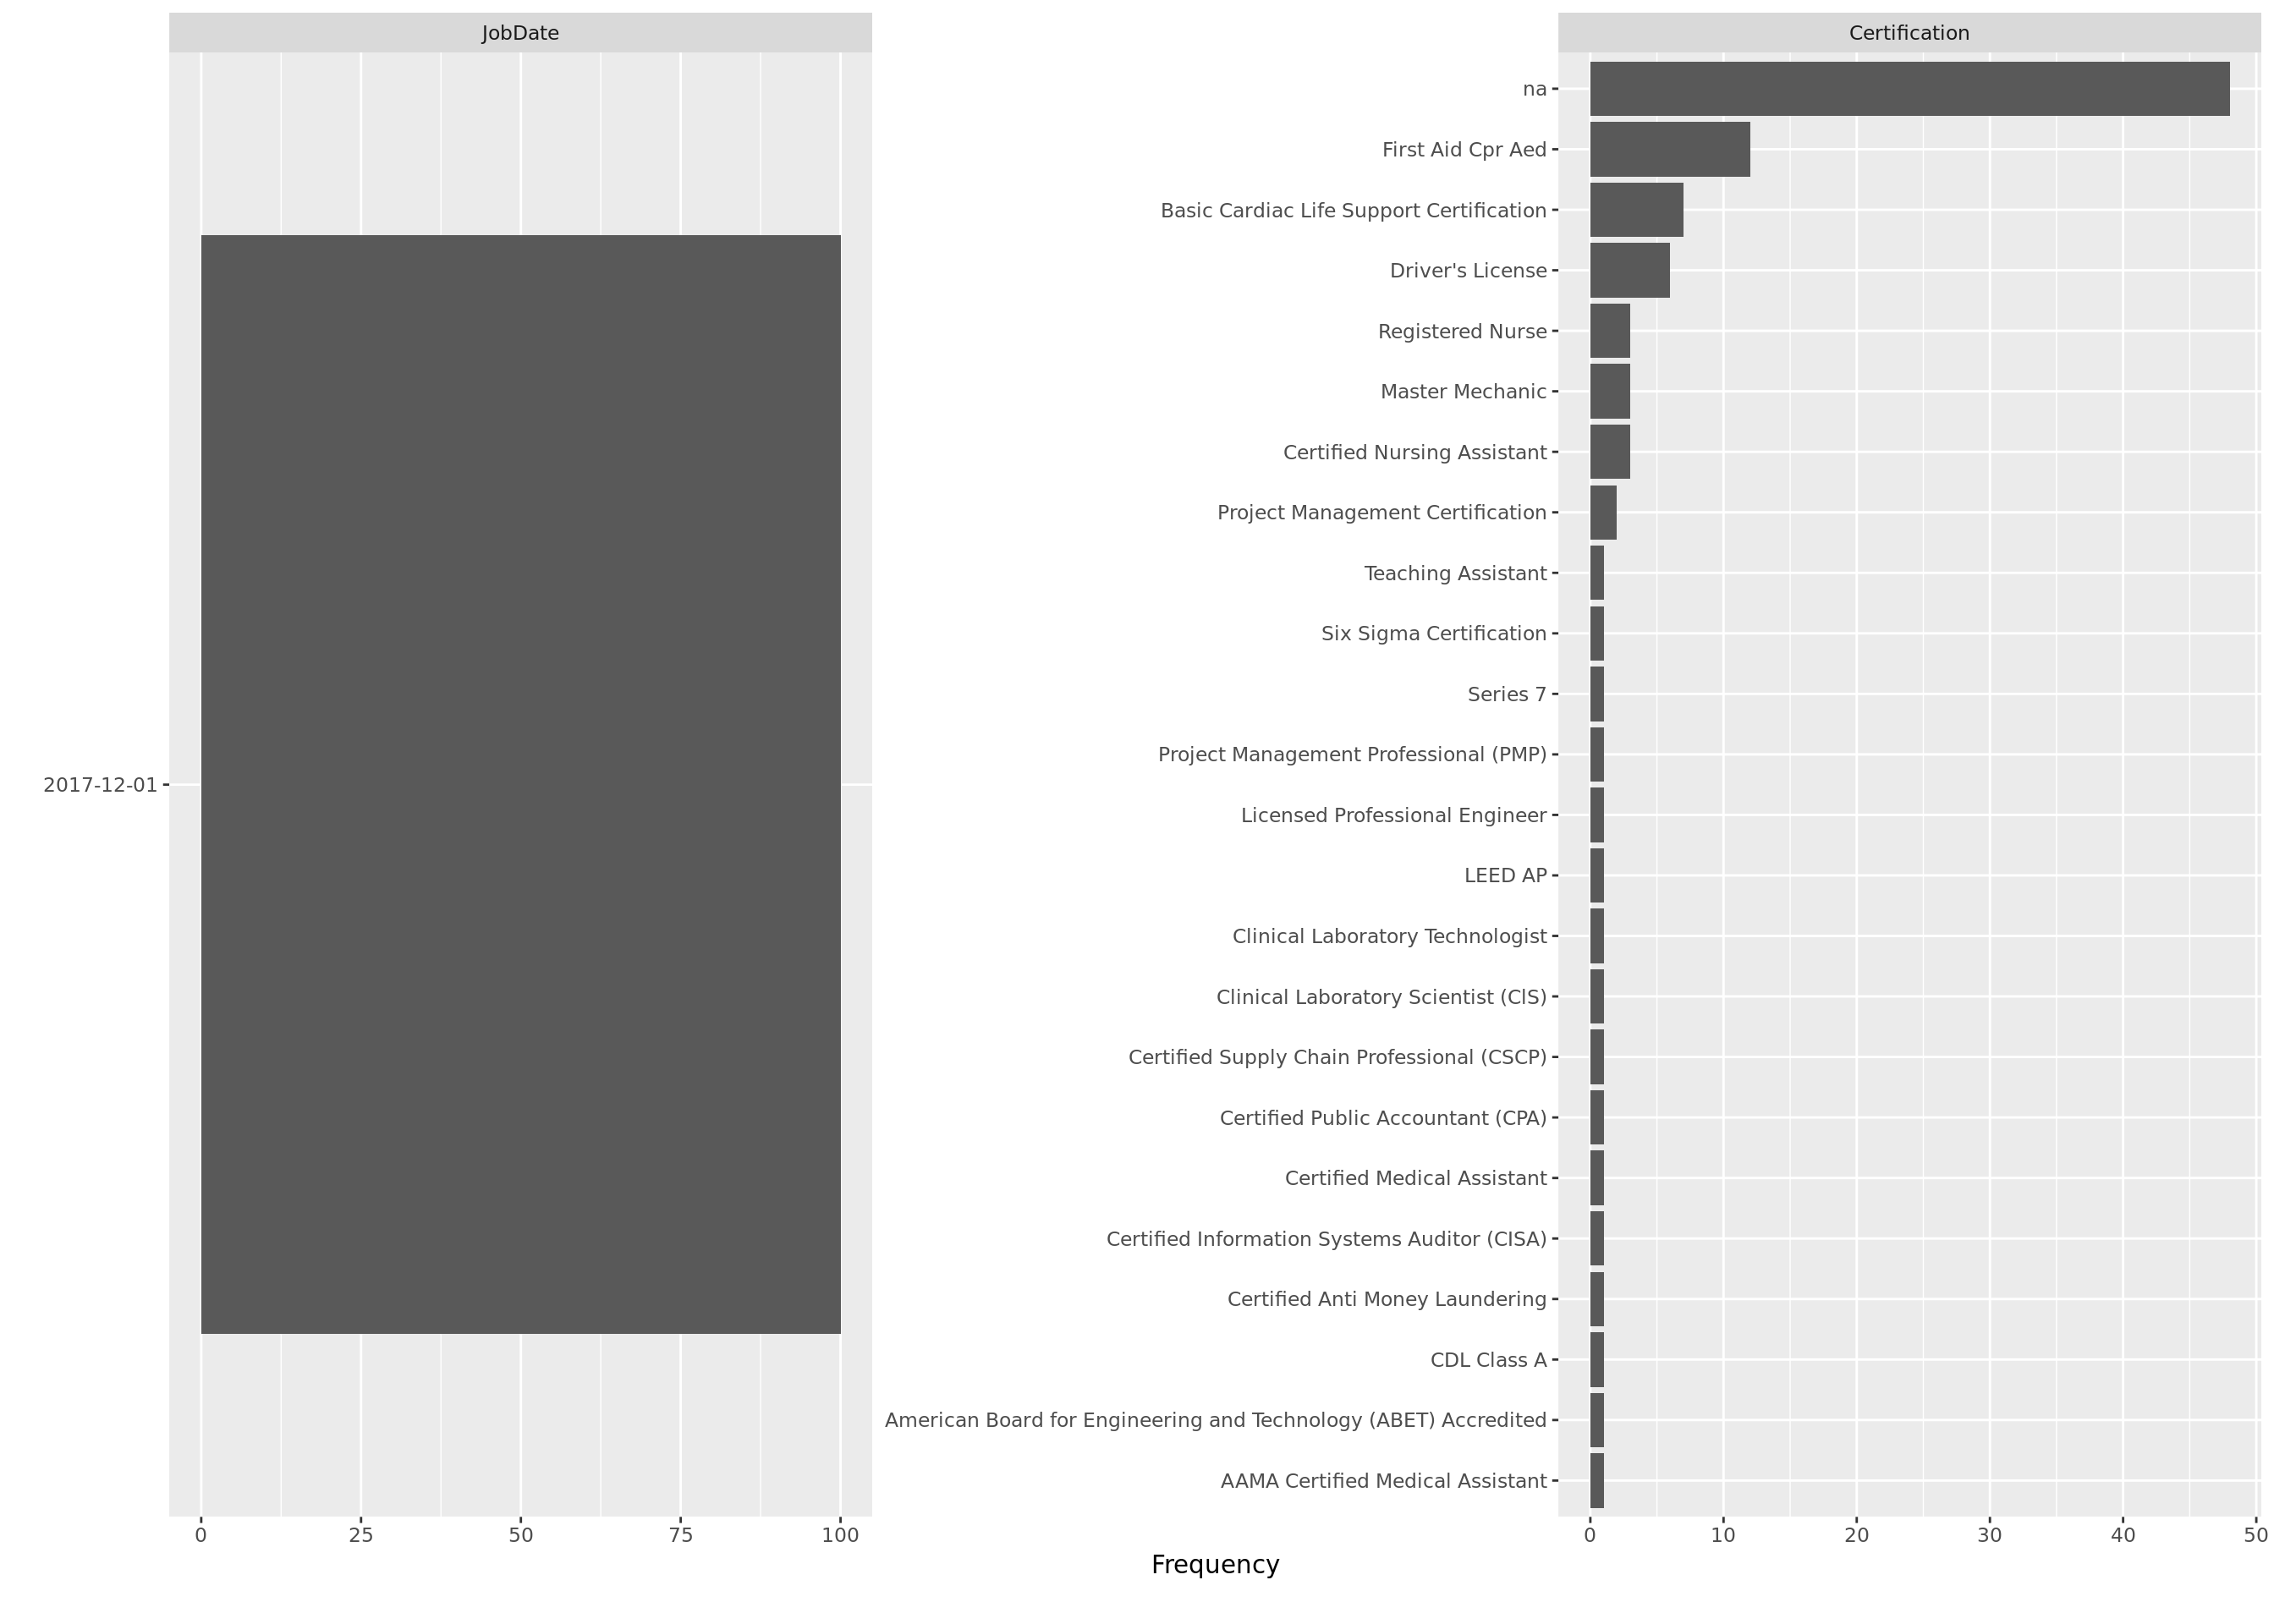 JobDate
2017-12-01
0 25 50 75 100
Certification
na
First Aid Cpr Aed
Basic Cardiac Life Support Certification
Driver's License
Registered Nurse
Master Mechanic
Certified Nursing Assistant
Project Management Certification
Teaching Assistant
Six Sigma Certification
Series 7
Project Management Professional (PMP)
Licensed Professional Engineer
LEED AP
Clinical Laboratory Technologist
Clinical Laboratory Scientist (ClS)
Certified Supply Chain Professional (CSCP)
Certified Public Accountant (CPA)
Certified Medical Assistant
Certified Information Systems Auditor (CISA)
Certified Anti Money Laundering
CDL Class A
American Board for Engineering and Technology (ABET) Accredited
AAMA Certified Medical Assistant
0 10 20 30 40 50
Frequency